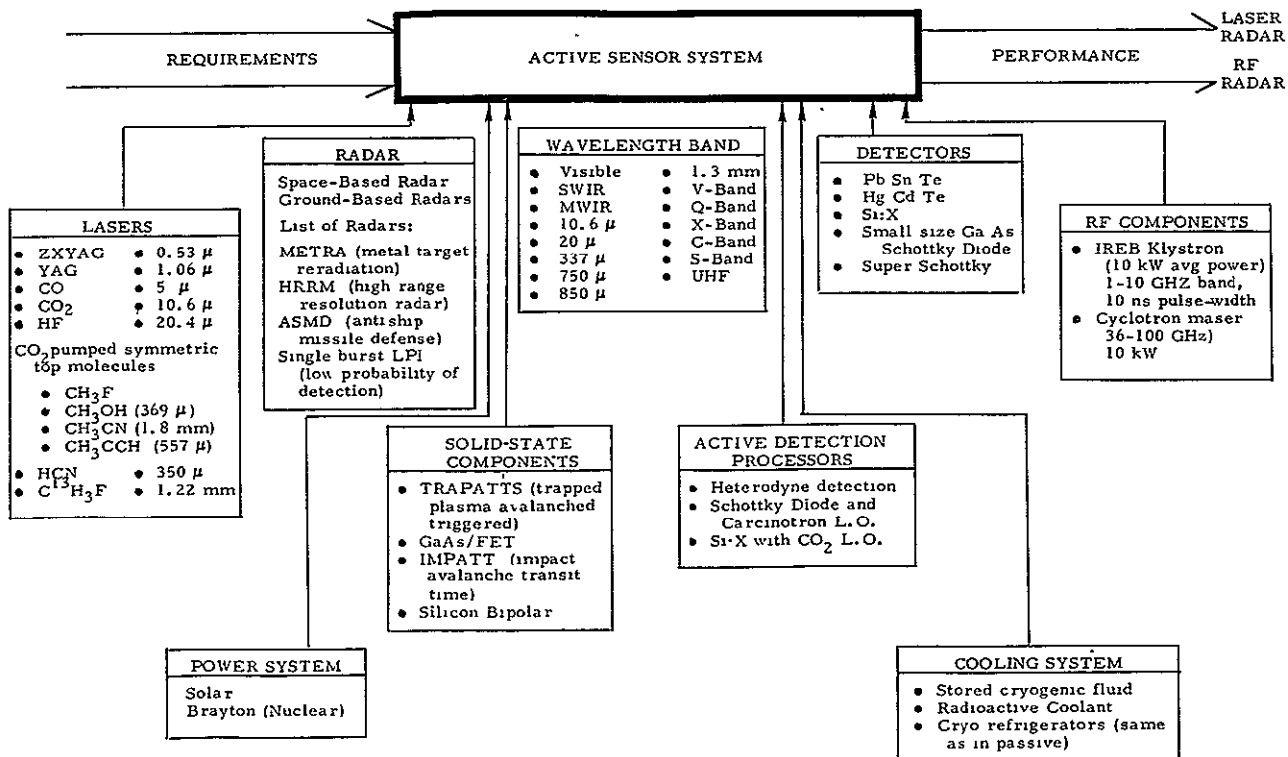 REQUIREMENTS
ACTIVE SENSOR SYSTEM
PERFORMANCE
LASER
RADAR
RF
RADAR
LASERS
• ZXYAG • 0.53 μ
• YAG • 1.06 μ
• CO • 5 μ
• CO2 • 10.6 μ
• HF • 20.4 μ
CO2 pumped symmetric
top molecules
• CH3F
• CH3OH (369 μ)
• CH3CN (1.8 mm)
• CH3CCH (557 μ)
• HCN • 350 μ
• C13H3F • 1.22 mm
RADAR
Space-Based Radar
Ground-Based Radars
List of Radars:
METRA (metal target
reradiation)
HRRM (high range
resolution radar)
ASMD (antiship
missile defense)
Single burst LPI
(low probability of
detection)
WAVELENGTH BAND
• Visible • 1.3 mm
• SWIR • V-Band
• MWIR • Q-Band
• 10.6 μ • X-Band
• 20 μ • C-Band
• 337 μ • S-Band
• 750 μ • UHF
• 850 μ
DETECTORS
• Pb Sn Te
• Hg Cd Te
• Si:X
• Small size Ga As
Schottky Diode
• Super Schottky
RF COMPONENTS
• IREB Klystron
(10 kW avg power)
1-10 GHZ band,
10 ns pulse-width
• Cyclotron maser
36-100 GHz)
10 kW
SOLID-STATE
COMPONENTS
• TRAPATTS (trapped
plasma avalanched
triggered)
• GaAs/FET
• IMPATT (impact
avalanche transit
time)
• Silicon Bipolar
ACTIVE DETECTION
PROCESSORS
• Heterodyne detection
• Schottky Diode and
Carcinotron L.O.
• Si·X with CO2 L.O.
POWER SYSTEM
Solar
Brayton (Nuclear)
COOLING SYSTEM
• Stored cryogenic fluid
• Radioactive Coolant
• Cryo refrigerators (same
as in passive)